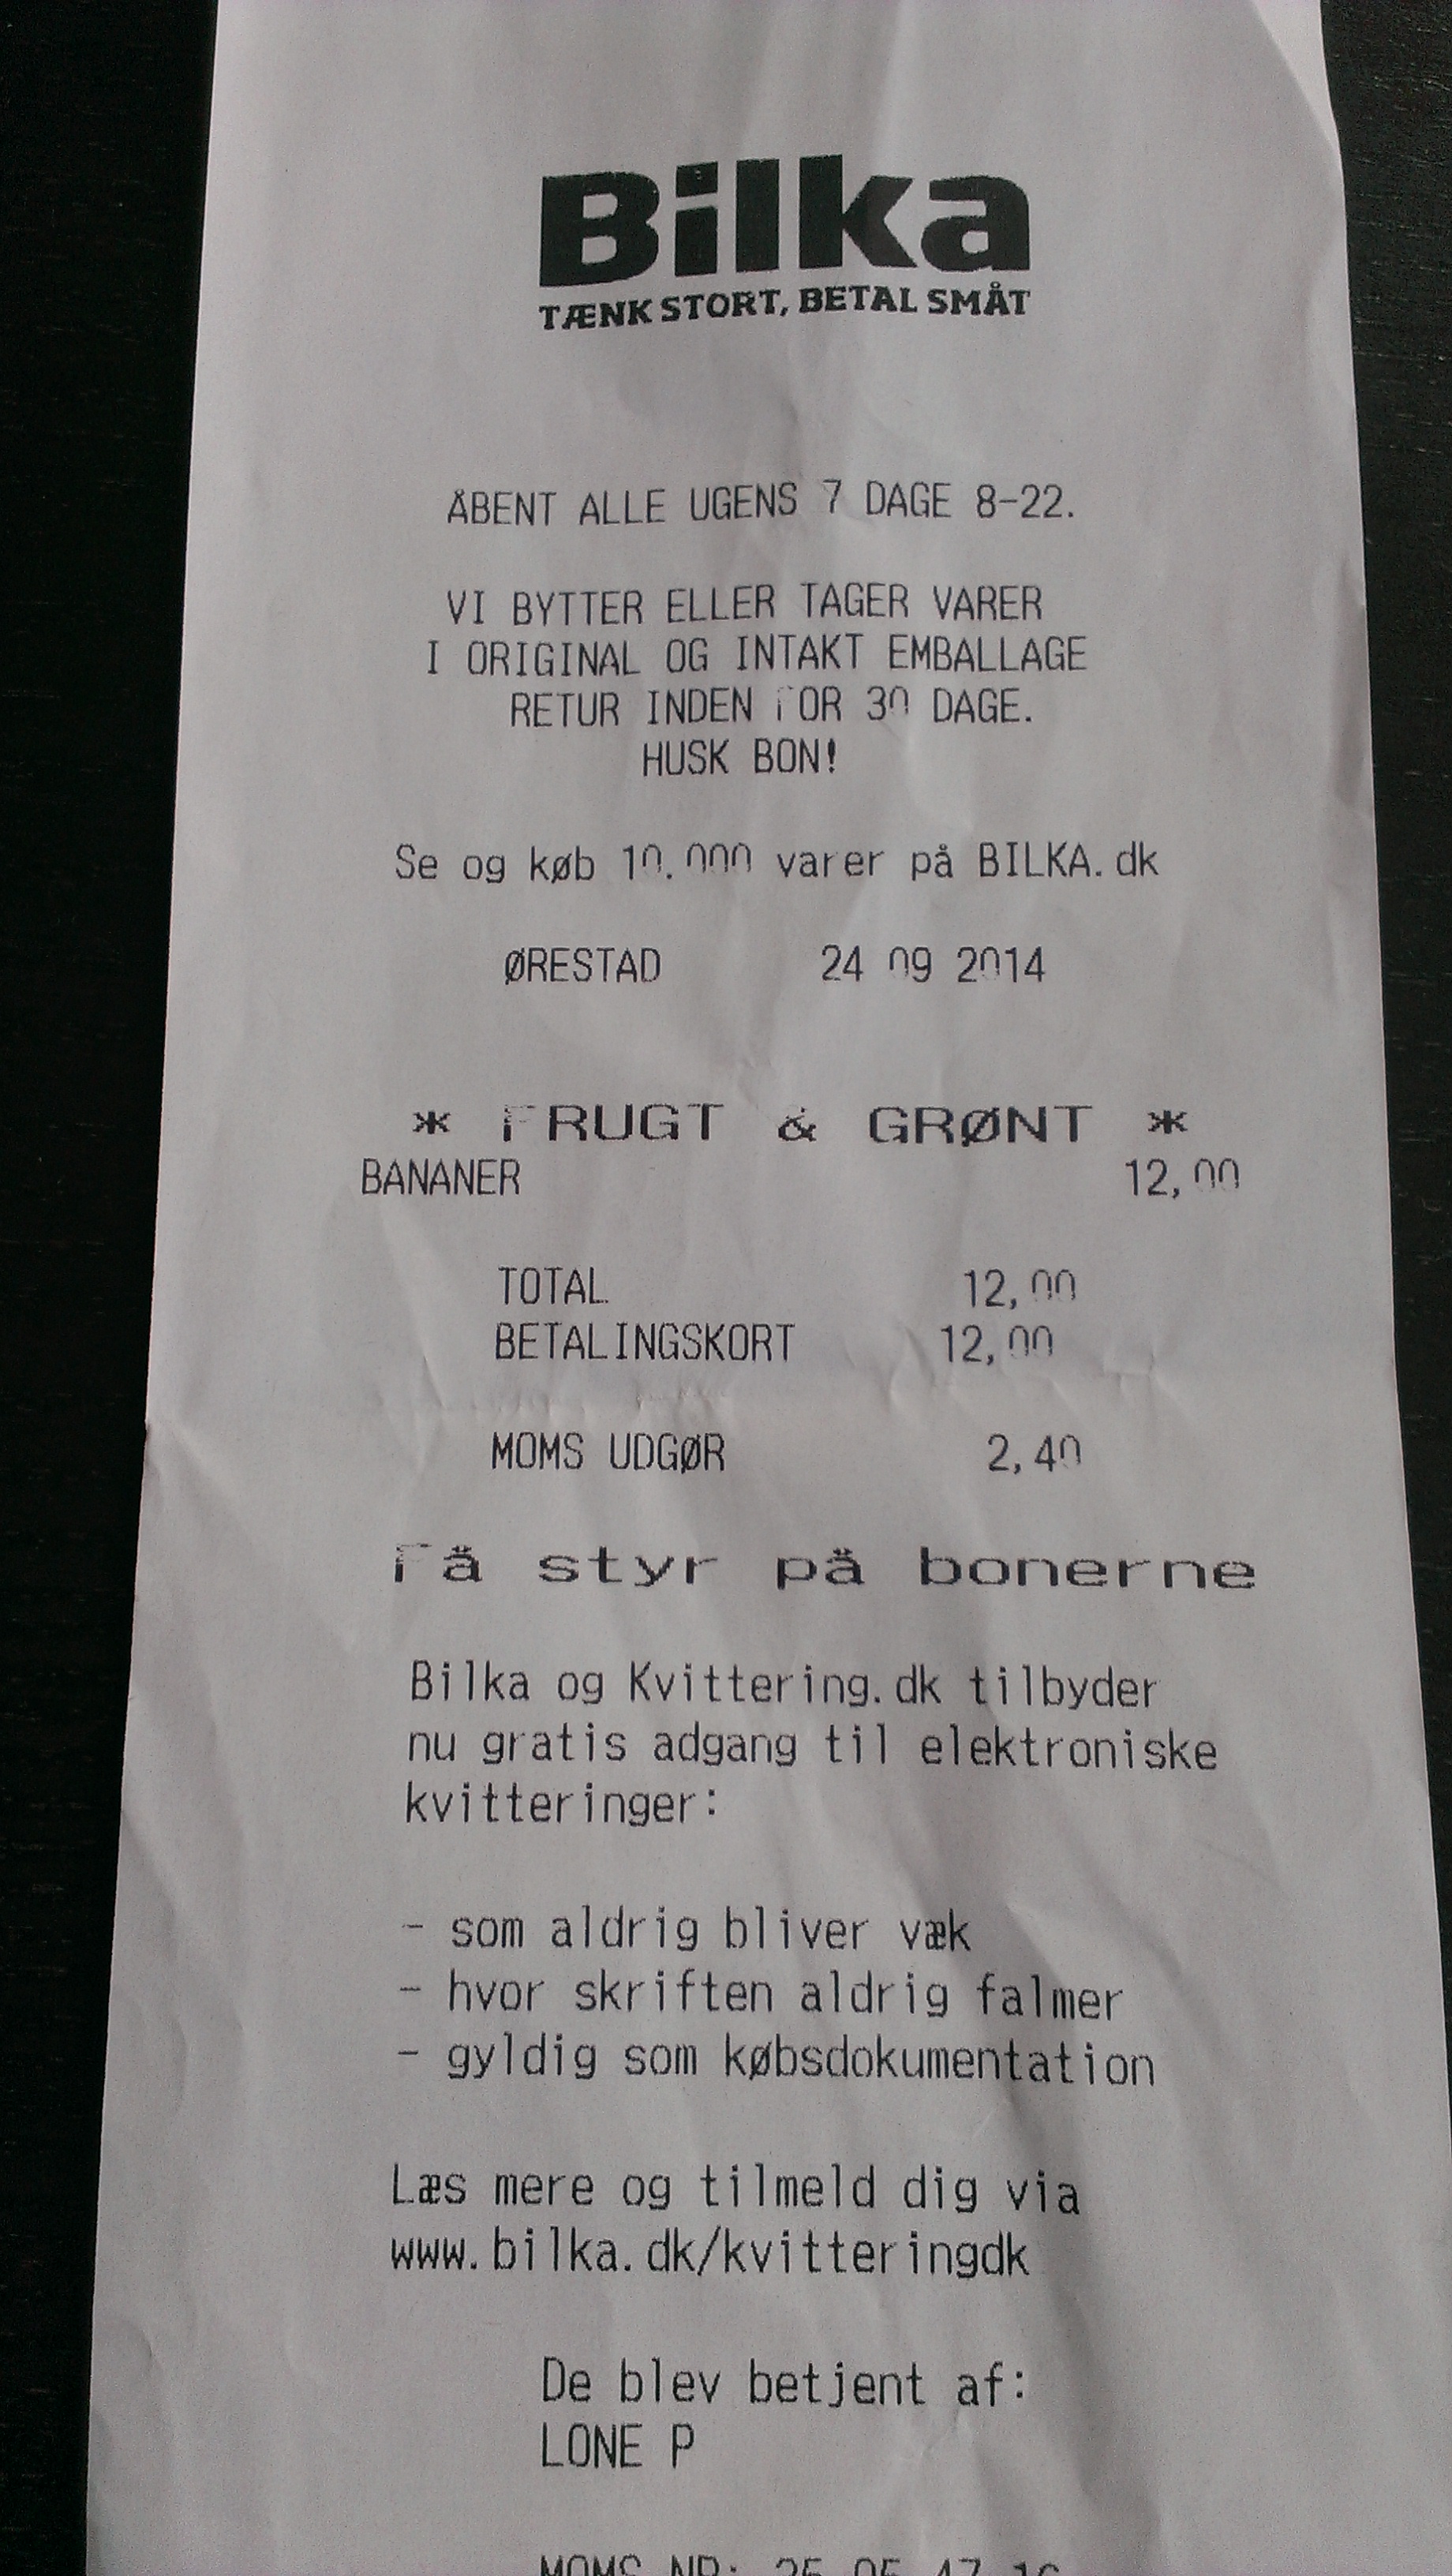 Bilka
TÆNK STORT, BETAL SMÅT
ÅBENT ALLE UGENS 7 DAGE 8-22.
VI BYTTER ELLER TAGER VARER
I ORIGINAL OG INTAKT EMBALLAGE
RETUR INDEN FOR 30 DAGE.
HUSK BON!
Se og køb 10.000 varer på BILKA.dk
ØRESTAD 24 09 2014
* FRUGT & GRØNT *
BANANER 12,00
TOTAL 12,00
BETALINGSKORT 12,00
MOMS UDGØR 2,40
Få styr på bonerne
Bilka og Kvittering.dk tilbyder
nu gratis adgang til elektroniske
kvitteringer:
- som aldrig bliver væk
- hvor skriften aldrig falmer
- gyldig som købsdokumentation
Læs mere og tilmeld dig via
www.bilka.dk/kvitteringdk
De blev betjent af:
LONE P
MOMS NR: